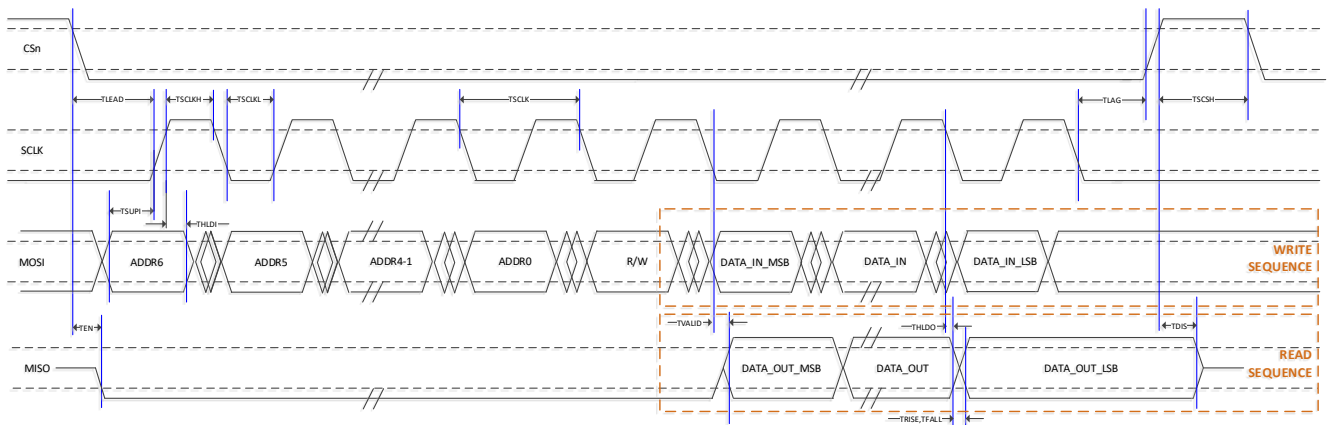 CSn
TLEAD
TSCLKH
TSCLKL
TSCLK
TLAG
TSCSH
SCLK
TSUPI
THLDI
MOSI
ADDR6
ADDR5
ADDR4-1
ADDR0
R/W
DATA_IN_MSB
DATA_IN
DATA_IN_LSB
WRITE
SEQUENCE
TEN
TVALID
THLDO
TDIS
MISO
DATA_OUT_MSB
DATA_OUT
DATA_OUT_LSB
READ
SEQUENCE
TRISE,TFALL